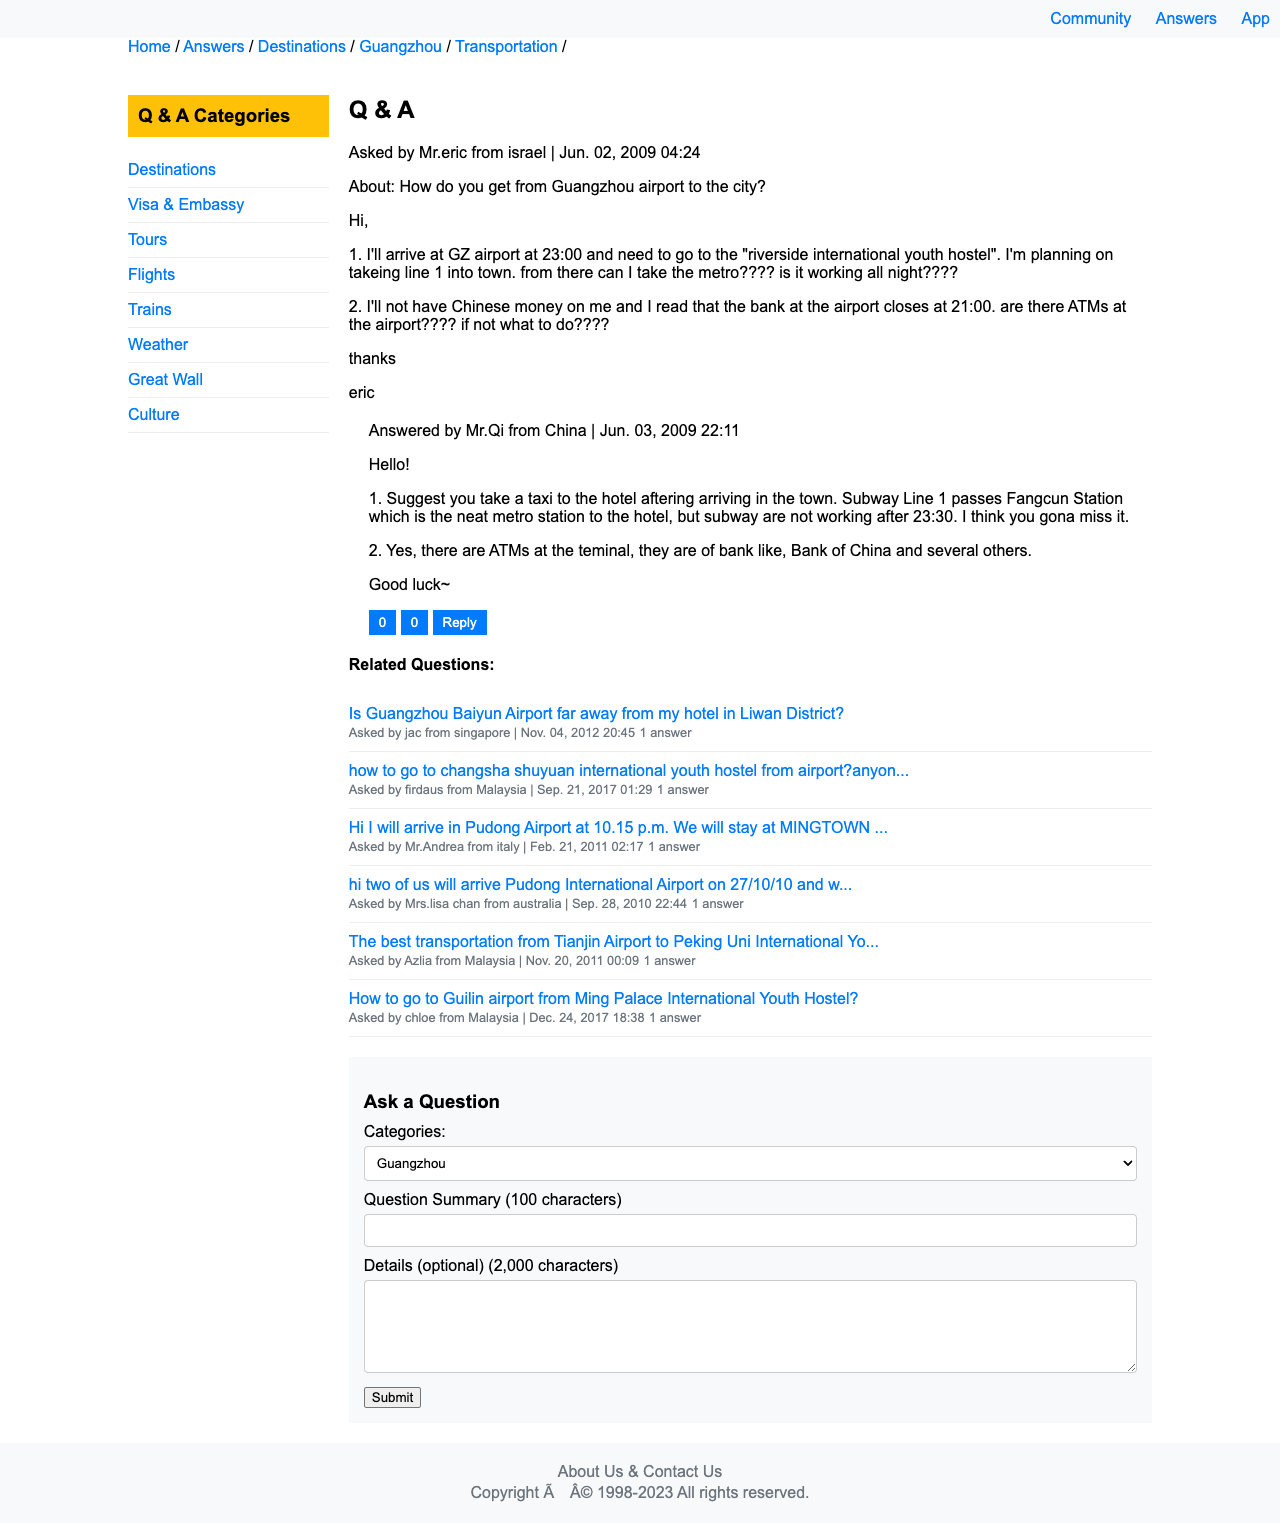 Community Answers App
Home / Answers / Destinations / Guangzhou / Transportation /
Q & A Categories
Destinations
Visa & Embassy
Tours
Flights
Trains
Weather
Great Wall
Culture
Q & A
Asked by Mr.eric from israel | Jun. 02, 2009 04:24
About: How do you get from Guangzhou airport to the city?
Hi,
1. I'll arrive at GZ airport at 23:00 and need to go to the "riverside international youth hostel". I'm planning on
takeing line 1 into town. from there can I take the metro???? is it working all night????
2. I'll not have Chinese money on me and I read that the bank at the airport closes at 21:00. are there ATMs at
the airport???? if not what to do????
thanks
eric
Answered by Mr.Qi from China | Jun. 03, 2009 22:11
Hello!
1. Suggest you take a taxi to the hotel aftering arriving in the town. Subway Line 1 passes Fangcun Station
which is the neat metro station to the hotel, but subway are not working after 23:30. I think you gona miss it.
2. Yes, there are ATMs at the teminal, they are of bank like, Bank of China and several others.
Good luck~
0 0 Reply
Related Questions:
Is Guangzhou Baiyun Airport far away from my hotel in Liwan District?
Asked by jac from singapore | Nov. 04, 2012 20:45 1 answer
how to go to changsha shuyuan international youth hostel from airport?anyon...
Asked by firdaus from Malaysia | Sep. 21, 2017 01:29 1 answer
Hi I will arrive in Pudong Airport at 10.15 p.m. We will stay at MINGTOWN ...
Asked by Mr.Andrea from italy | Feb. 21, 2011 02:17 1 answer
hi two of us will arrive Pudong International Airport on 27/10/10 and w...
Asked by Mrs.lisa chan from australia | Sep. 28, 2010 22:44 1 answer
The best transportation from Tianjin Airport to Peking Uni International Yo...
Asked by Azlia from Malaysia | Nov. 20, 2011 00:09 1 answer
How to go to Guilin airport from Ming Palace International Youth Hostel?
Asked by chloe from Malaysia | Dec. 24, 2017 18:38 1 answer
Ask a Question
Categories:
Guangzhou
Question Summary (100 characters)
Details (optional) (2,000 characters)
Submit
About Us & Contact Us
Copyright Ã Â© 1998-2023 All rights reserved.